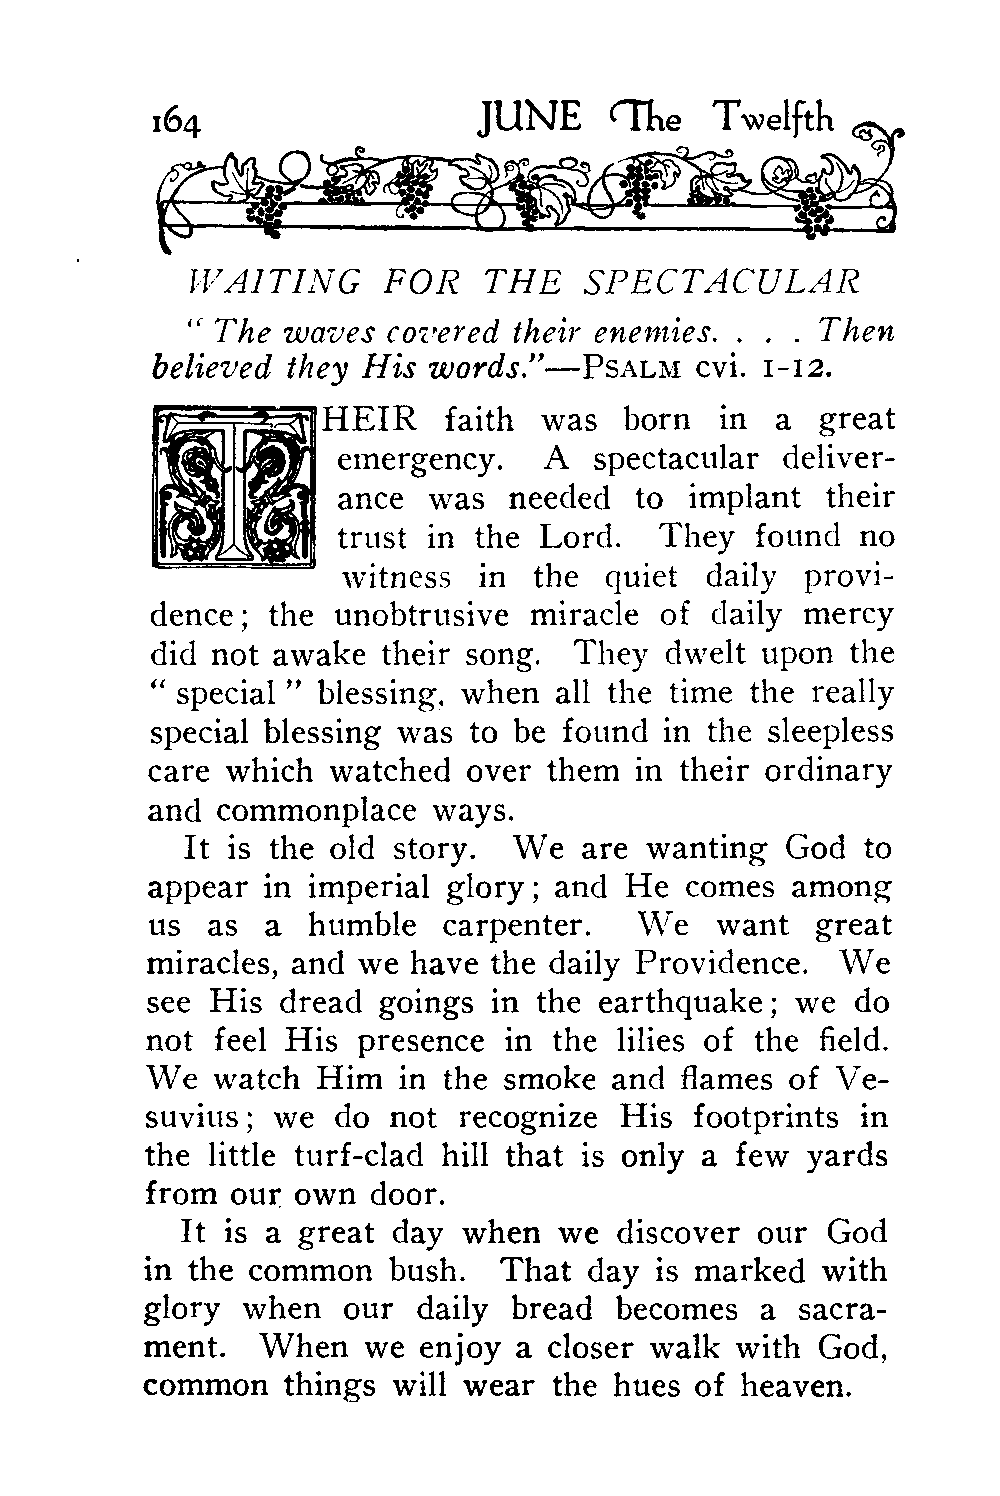 164 JUNE The Twelfth
WAITING FOR THE SPECTACULAR
" The waves covered their enemies. . . . Then
believed they His words."—PSALM cvi. 1-12.
THEIR faith was born in a great
emergency. A spectacular deliver-
ance was needed to implant their
trust in the Lord. They found no
witness in the quiet daily provi-
dence; the unobtrusive miracle of daily mercy
did not awake their song. They dwelt upon the
" special " blessing, when all the time the really
special blessing was to be found in the sleepless
care which watched over them in their ordinary
and commonplace ways.
It is the old story. We are wanting God to
appear in imperial glory; and He comes among
us as a humble carpenter. We want great
miracles, and we have the daily Providence. We
see His dread goings in the earthquake; we do
not feel His presence in the lilies of the field.
We watch Him in the smoke and flames of Ve-
suvius; we do not recognize His footprints in
the little turf-clad hill that is only a few yards
from our own door.
It is a great day when we discover our God
in the common bush. That day is marked with
glory when our daily bread becomes a sacra-
ment. When we enjoy a closer walk with God,
common things will wear the hues of heaven.